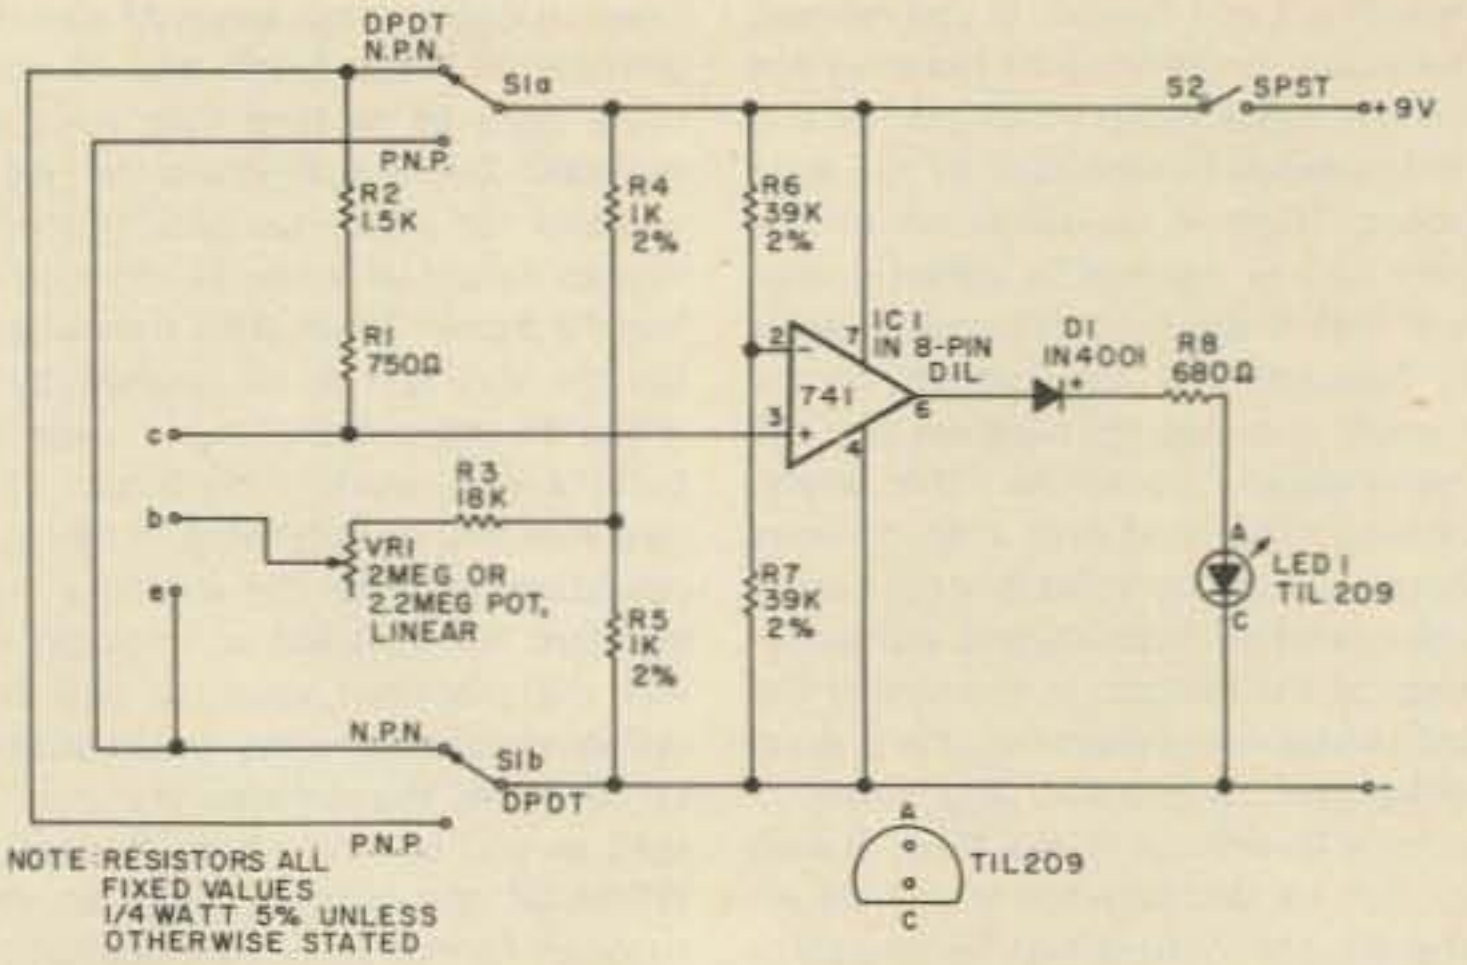 DPDT
N.P.N.
S1a
S2 SPST
+9V
P.N.P.
R2
1.5K
R4
1K
2%
R6
39K
2%
R1
750Ω
2
-
7
IC1
IN 8-PIN
DIL
D1
1N4001
+
R8
680Ω
741
6
3
+
4
c
R3
18K
b
VR1
2MEG OR
2.2MEG POT,
LINEAR
e
R7
39K
2%
A
LED 1
TIL 209
C
R5
1K
2%
N.P.N.
S1b
DPDT
-
P.N.P.
NOTE: RESISTORS ALL
FIXED VALUES
1/4 WATT 5% UNLESS
OTHERWISE STATED
A
TIL209
C